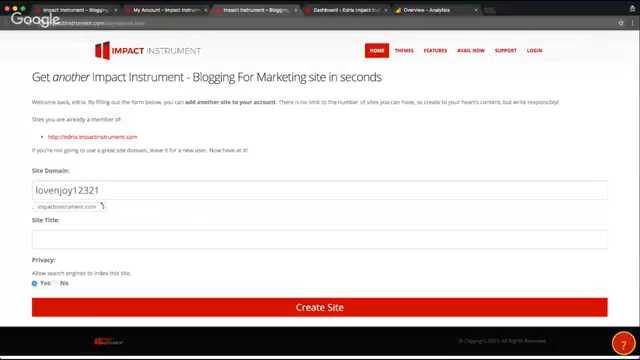 Impact Instrument - Blogging
My Account - Impact Instrum
Impact Instrument - Blogging
Dashboard - Edria Impact Inst
Overview - Analytics
Google
IMPACT INSTRUMENT
HOME THEMES FEATURES AVAIL NOW SUPPORT LOGIN
Get another Impact Instrument - Blogging For Marketing site in seconds
Welcome back, edria. By filling out the form below, you can add another site to your account. There is no limit to the number of sites you can have, so create to your heart's content, but write responsibly!
Sites you are already a member of:
http://edria.impactinstrument.com
If you're not going to use a great site domain, leave it for a new user. Now have at it!
Site Domain:
lovenjoy12321
. impactinstrument.com
Site Title:
Privacy:
Allow search engines to index this site.
Yes No
Create Site
© Copyright 2015, All Rights Reserved.
?